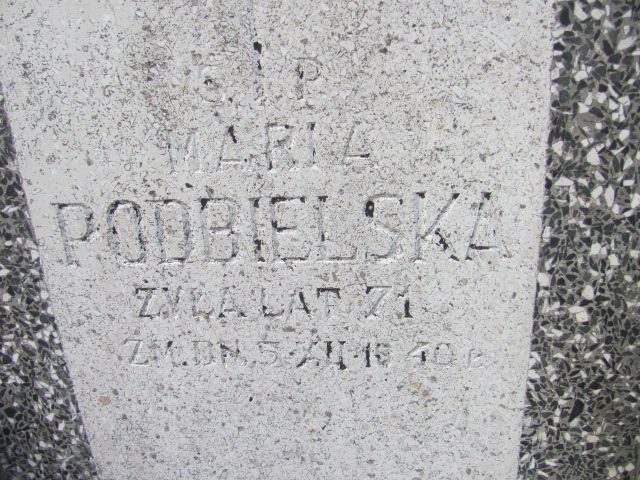 Ś.P.
MARIA
PODBIELSKA
ŻYŁA LAT 71
ZM. DN. 5.XII.1940 R.